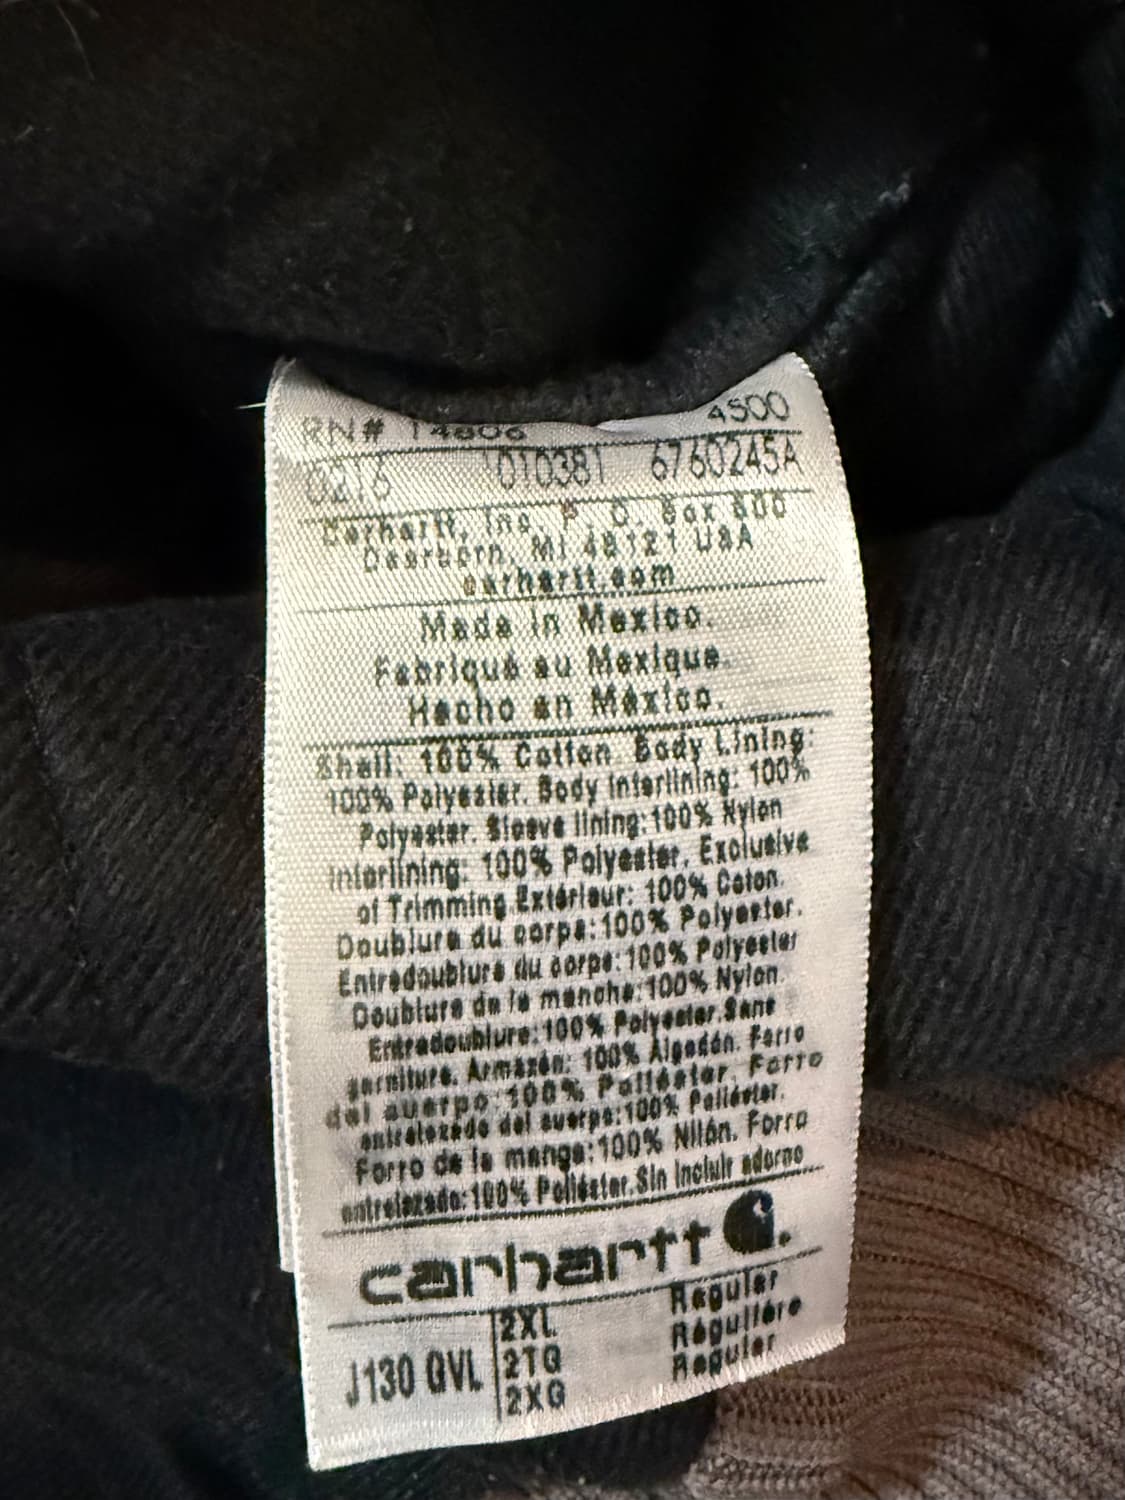 RN# 14806 4500
0216 010381 6760245A
Carhartt, Inc. P. O. Box 600
Dearborn, MI 48121 USA
carhartt.com
Made in Mexico.
Fabriqué au Mexique.
Hecho en México.
Shell: 100% Cotton. Body Lining:
100% Polyester. Body Interlining: 100%
Polyester. Sleeve lining:100% Nylon
Interlining: 100% Polyester. Exclusive
of Trimming.Extérieur: 100% Coton.
Doublure du corps:100% Polyester.
Entredoublure du corps:100% Polyester
Doublure de la manche:100% Nylon.
Entredoublure:100% Polyester.Sans
garniture. Armazón: 100% Algodón. Forro
del cuerpo:100% Poliéster. Forro
entrelazado del cuerpo:100% Poliéster.
Forro de la manga:100% Nilón. Forro
entrelazado:100% Poliéster.Sin Incluir adorno
carhartt
J130 GVL
2XL Regular
2TG Régulière
2XG Regular